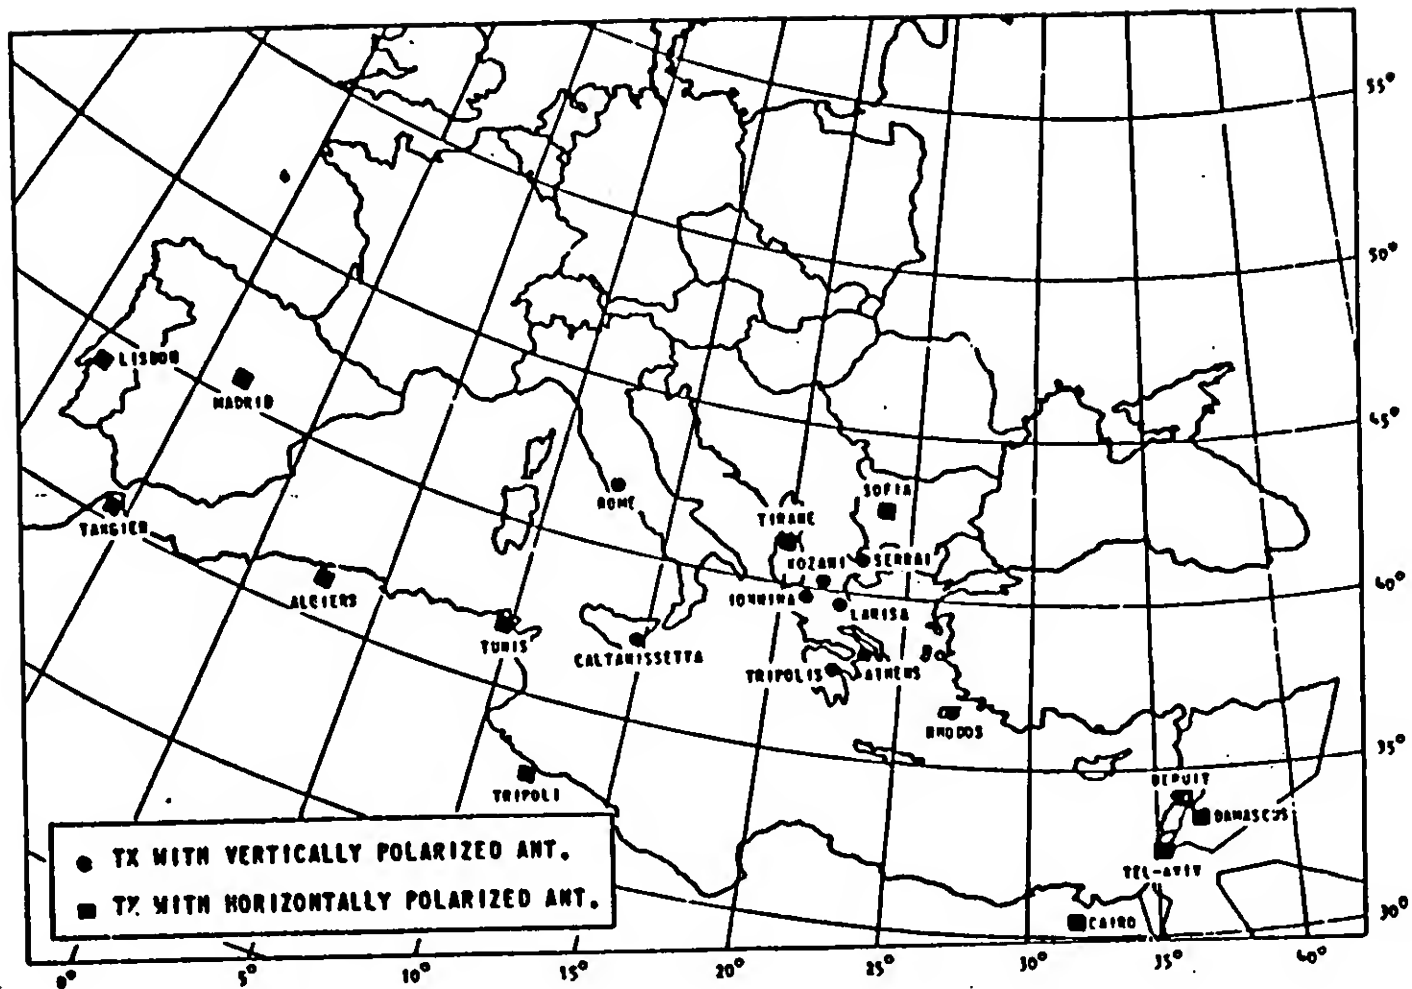 55°
50°
45°
40°
35°
30°
LISBON
MADRID
TANGIER
ALGIERS
TUNIS
TRIPOLI
ROME
CALTANISSETTA
TIRANE
SOFIA
KOZANI
SERRAI
IONNINA
LARISA
TRIPOLIS
ATHENS
RHODOS
BERUIT
DAMASCUS
TEL-AVIV
CAIRO
TX WITH VERTICALLY POLARIZED ANT.
TX WITH HORIZONTALLY POLARIZED ANT.
0° 5° 10° 15° 20° 25° 30° 35° 40°